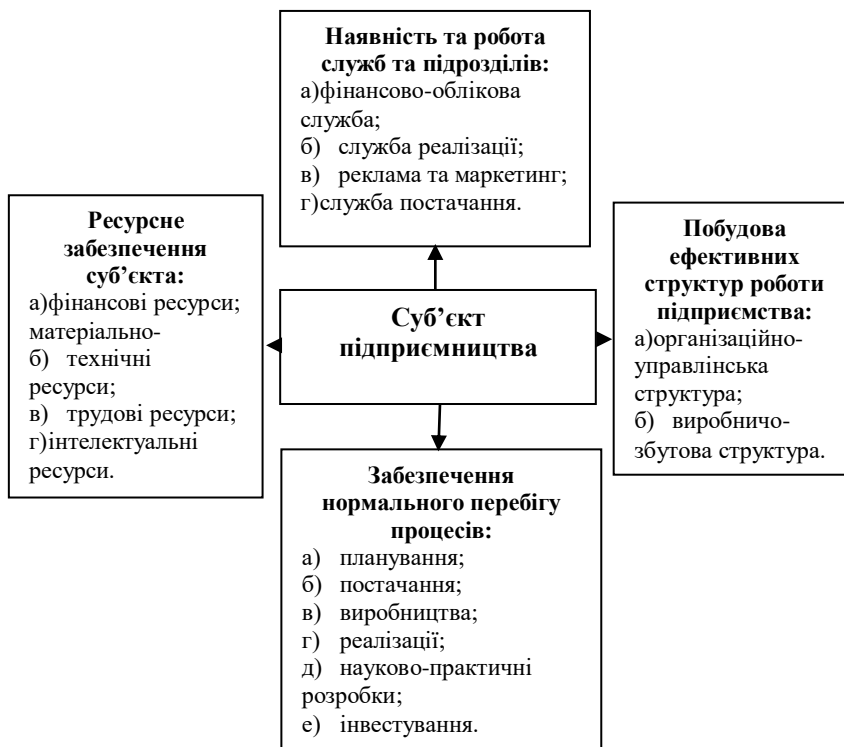 Наявність та робота
служб та підрозділів:
а)фінансово-облікова
служба;
б) служба реалізації;
в) реклама та маркетинг;
г)служба постачання.
Ресурсне
забезпечення
суб’єкта:
а)фінансові ресурси;
матеріально-
б) технічні
ресурси;
в) трудові ресурси;
г)інтелектуальні
ресурси.
Суб’єкт
підприємництва
Побудова
ефективних
структур роботи
підприємства:
а)організаційно-
управлінська
структура;
б) виробничо-
збутова структура.
Забезпечення
нормального перебігу
процесів:
а) планування;
б) постачання;
в) виробництва;
г) реалізації;
д) науково-практичні
розробки;
е) інвестування.